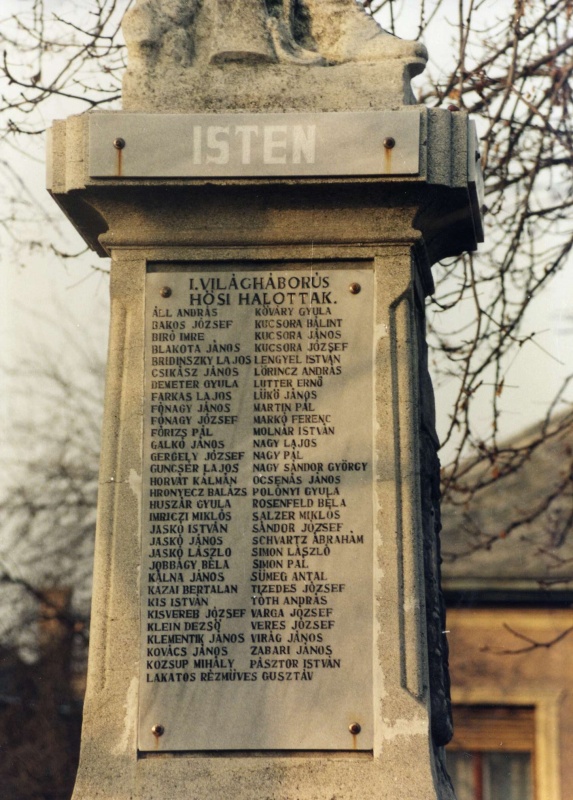 ISTEN
I.VILÁGHÁBORÚS
HŐSI HALOTTAK.
ÁLL ANDRÁS KŐVÁRY GYULA
BAKOS JÓZSEF KUCSORA BÁLINT
BIRÓ IMRE KUCSORA JÁNOS
BLAKOTA JÁNOS KUCSORA JÓZSEF
BRIDINSZKY LAJOS LENGYEL ISTVÁN
CSIKÁSZ JÁNOS LŐRINCZ ANDRÁS
DEMETER GYULA LUTTER ERNŐ
FARKAS LAJOS LÜKŐ JÁNOS
FÓNAGY JÁNOS MARTIN PÁL
FÓNAGY JÓZSEF MARKÓ FERENC
FŐRIZS PÁL MOLNÁR ISTVÁN
GALKÓ JÁNOS NAGY LAJOS
GERGELY JÓZSEF NAGY PÁL
GUNCSÉR LAJOS NAGY SÁNDOR GYÖRGY
HORVÁT KÁLMÁN OCSENÁS JÁNOS
HRONYECZ BALÁZS POLÓNYI GYULA
HUSZÁR GYULA ROSENFELD BÉLA
IMRICZI MIKLÓS SALZER MIKLÓS
JASKÓ ISTVÁN SÁNDOR JÓZSEF
JASKÓ JÁNOS SCHVARTZ ÁBRAHÁM
JASKÓ LÁSZLÓ SIMON LÁSZLÓ
JOBBÁGY BÉLA SIMON PÁL
KÁLNA JÁNOS SÜMEG ANTAL
KAZAI BERTALAN TIZEDES JÓZSEF
KIS ISTVÁN TÓTH ANDRÁS
KISVEREB JÓZSEF VARGA JÓZSEF
KLEIN DEZSŐ VERES JÓZSEF
KLEMENTIK JÁNOS VIRÁG JÁNOS
KOVÁCS JÁNOS ZABARI JÁNOS
KOZSUP MIHÁLY PÁSZTOR ISTVÁN
LAKATOS RÉZMŰVES GUSZTÁV